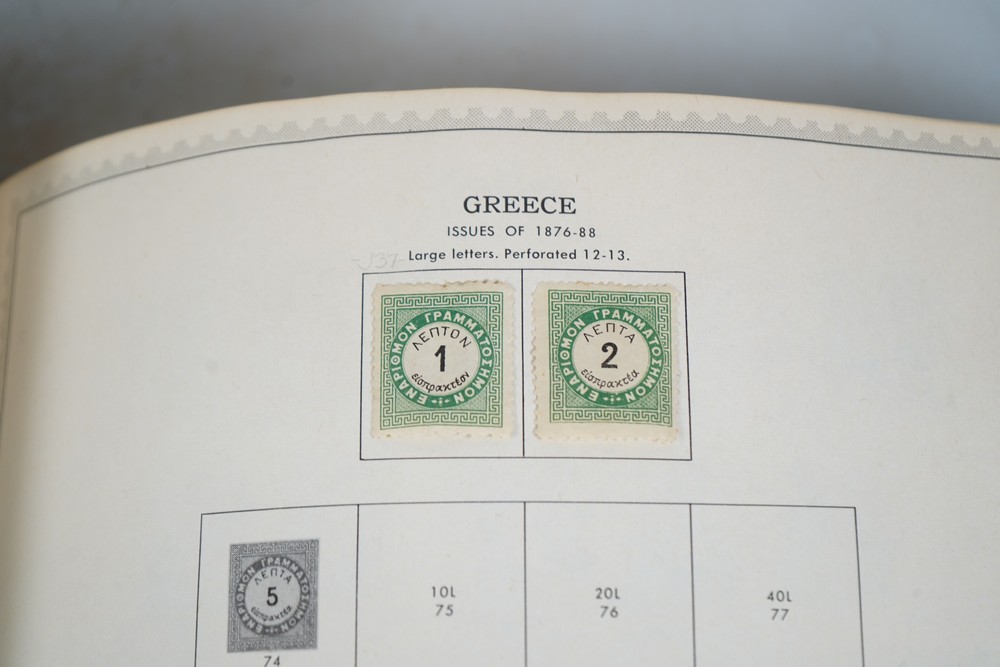 GREECE
ISSUES OF 1876-88
Large letters. Perforated 12-13.
J37
ΕΝΑΡΙΘΜΟΝ ΓΡΑΜΜΑΤΟΣΗΜΟΝ
ΛΕΠΤΟΝ
1
εἰσπρακτέον
ΕΝΑΡΙΘΜΟΝ ΓΡΑΜΜΑΤΟΣΗΜΟΝ
ΛΕΠΤΑ
2
εἰσπρακτέα
ΕΝΑΡΙΘΜΟΝ ΓΡΑΜΜΑΤΟΣΗΜΟΝ
ΛΕΠΤΑ
5
εἰσπρακτέα
74
10L
75
20L
76
40L
77